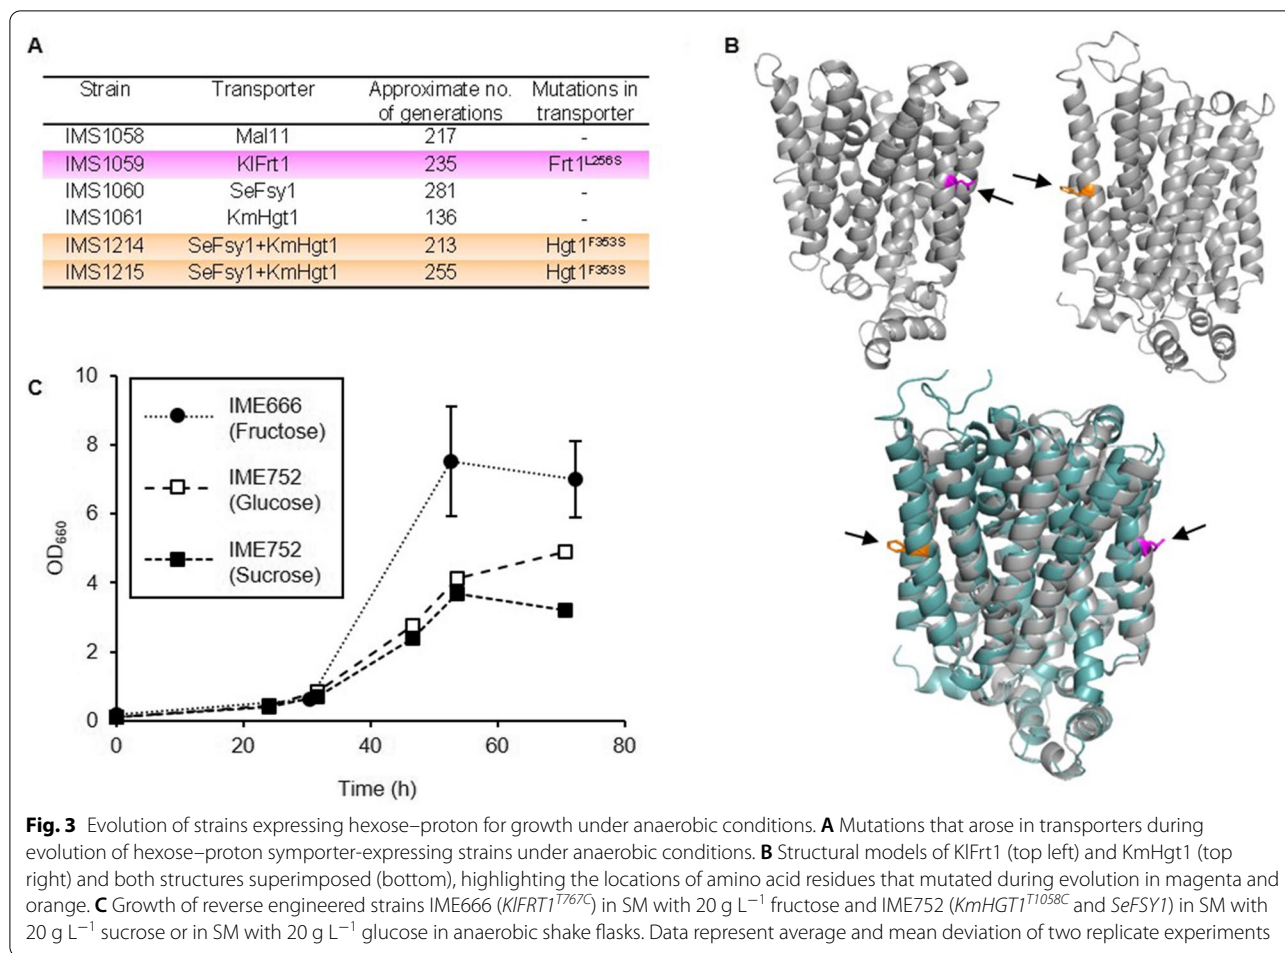 A
Strain Transporter Approximate no. of generations Mutations in transporter
IMS1058 Mal11 217 -
IMS1059 KlFrt1 235 Frt1L256S
IMS1060 SeFsy1 281 -
IMS1061 KmHgt1 136 -
IMS1214 SeFsy1+KmHgt1 213 Hgt1F353S
IMS1215 SeFsy1+KmHgt1 255 Hgt1F353S
B
C
10
8
6
4
2
0
OD660
IME666
(Fructose)
IME752
(Glucose)
IME752
(Sucrose)
0 20 40 60 80
Time (h)
Fig. 3 Evolution of strains expressing hexose–proton for growth under anaerobic conditions. A Mutations that arose in transporters during
evolution of hexose–proton symporter-expressing strains under anaerobic conditions. B Structural models of KlFrt1 (top left) and KmHgt1 (top
right) and both structures superimposed (bottom), highlighting the locations of amino acid residues that mutated during evolution in magenta and
orange. C Growth of reverse engineered strains IME666 (KlFRT1T767C) in SM with 20 g L−1 fructose and IME752 (KmHGT1T1058C and SeFSY1) in SM with
20 g L−1 sucrose or in SM with 20 g L−1 glucose in anaerobic shake flasks. Data represent average and mean deviation of two replicate experiments